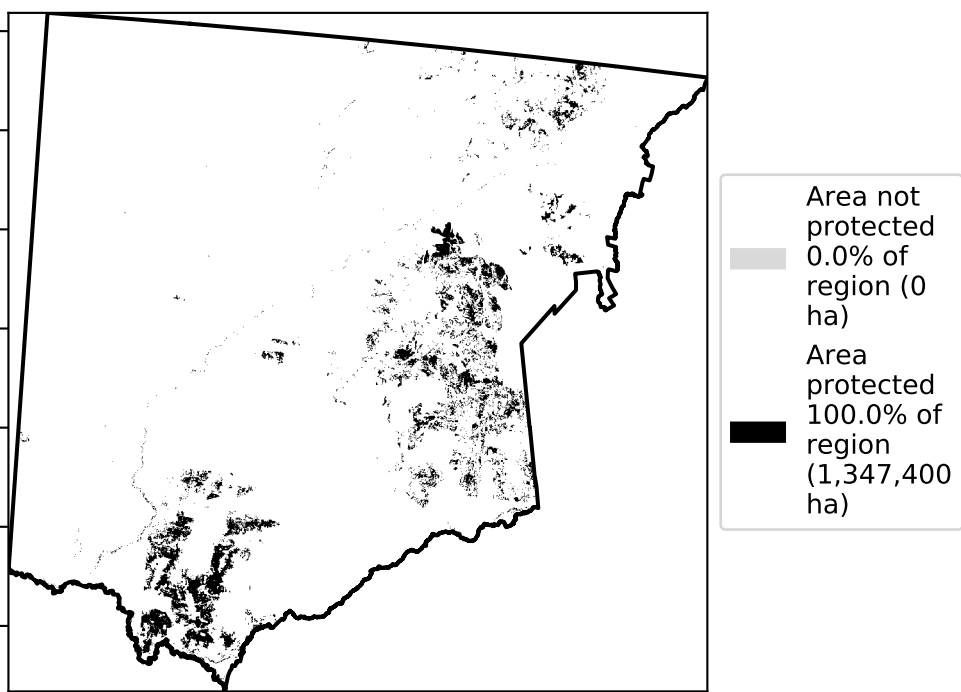 Area not
protected
0.0% of
region (0
ha)
Area
protected
100.0% of
region
(1,347,400
ha)